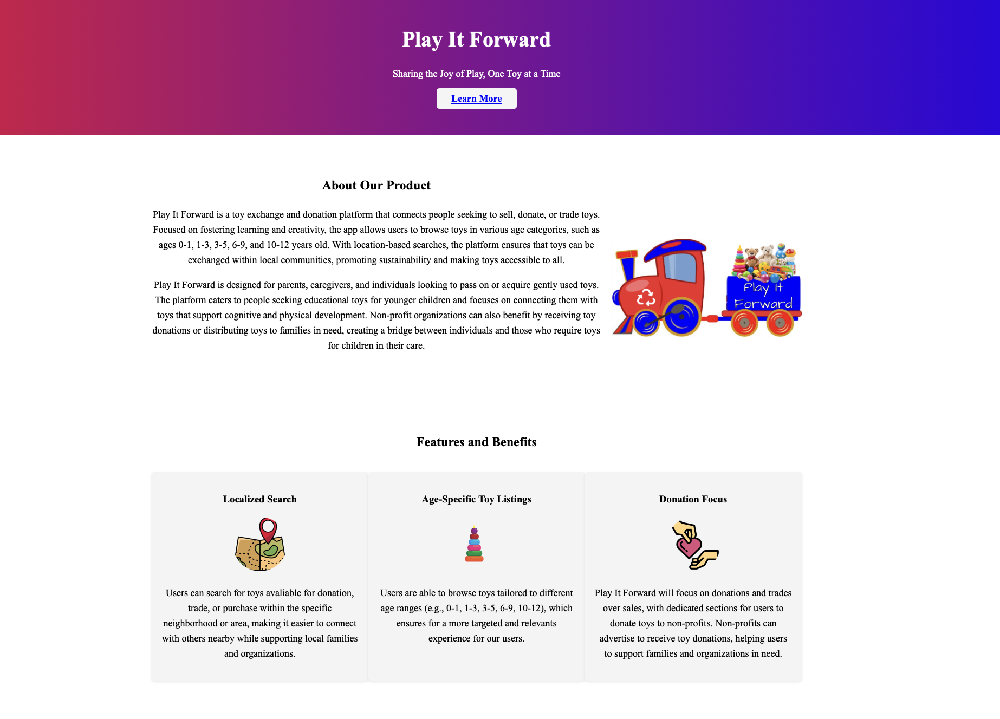 Play It Forward
Sharing the Joy of Play, One Toy at a Time
Learn More
About Our Product
Play It Forward is a toy exchange and donation platform that connects people seeking to sell, donate, or trade toys.
Focused on fostering learning and creativity, the app allows users to browse toys in various age categories, such as
ages 0-1, 1-3, 3-5, 6-9, and 10-12 years old. With location-based searches, the platform ensures that toys can be
exchanged within local communities, promoting sustainability and making toys accessible to all.
Play It Forward is designed for parents, caregivers, and individuals looking to pass on or acquire gently used toys.
The platform caters to people seeking educational toys for younger children and focuses on connecting them with
toys that support cognitive and physical development. Non-profit organizations can also benefit by receiving toy
donations or distributing toys to families in need, creating a bridge between individuals and those who require toys
for children in their care.
Play It
Forward
Features and Benefits
Localized Search
Users can search for toys avaliable for donation,
trade, or purchase within the specific
neighborhood or area, making it easier to connect
with others nearby while supporting local families
and organizations.
Age-Specific Toy Listings
Users are able to browse toys tailored to different
age ranges (e.g., 0-1, 1-3, 3-5, 6-9, 10-12), which
ensures for a more targeted and relevants
experience for our users.
Donation Focus
Play It Forward will focus on donations and trades
over sales, with dedicated sections for users to
donate toys to non-profits. Non-profits can
advertise to receive toy donations, helping users
to support families and organizations in need.